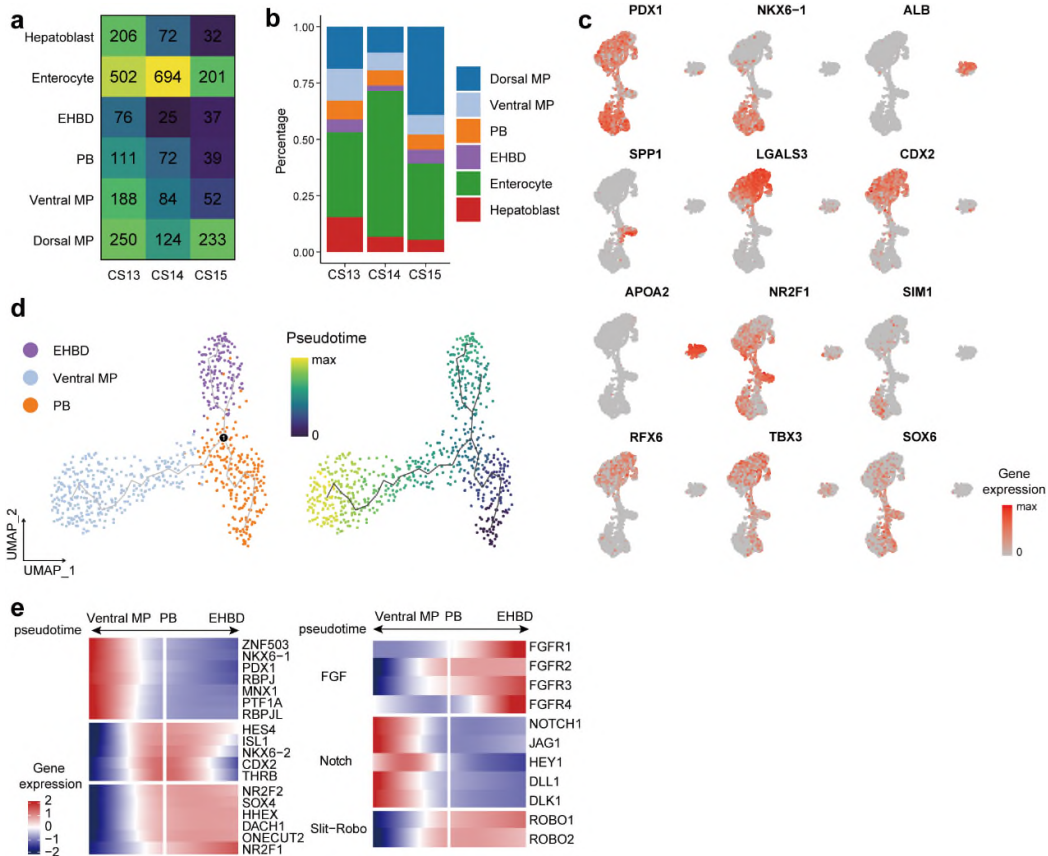 a
Hepatoblast 206 72 32
Enterocyte 502 694 201
EHBD 76 25 37
PB 111 72 39
Ventral MP 188 84 52
Dorsal MP 250 124 233
CS13 CS14 CS15
b
Percentage
1.00
0.75
0.50
0.25
0.00
CS13 CS14 CS15
Dorsal MP
Ventral MP
PB
EHBD
Enterocyte
Hepatoblast
c
PDX1 NKX6-1 ALB
SPP1 LGALS3 CDX2
APOA2 NR2F1 SIM1
RFX6 TBX3 SOX6
Gene
expression
max
0
d
EHBD
Ventral MP
PB
1
UMAP_2
UMAP_1
Pseudotime
max
0
e
Ventral MP PB EHBD
pseudotime
ZNF503
NKX6-1
PDX1
RBPJ
MNX1
PTF1A
RBPJL
HES4
ISL1
NKX6-2
CDX2
THRB
NR2F2
SOX4
HHEX
DACH1
ONECUT2
NR2F1
Gene
expression
2
1
0
−1
−2
Ventral MP PB EHBD
pseudotime
FGF
FGFR1
FGFR2
FGFR3
FGFR4
Notch
NOTCH1
JAG1
HEY1
DLL1
DLK1
Slit-Robo
ROBO1
ROBO2